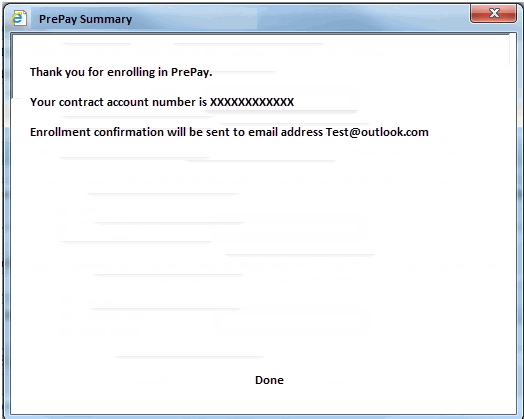 PrePay Summary
Thank you for enrolling in PrePay.
Your contract account number is XXXXXXXXXXXX
Enrollment confirmation will be sent to email address Test@outlook.com
Done